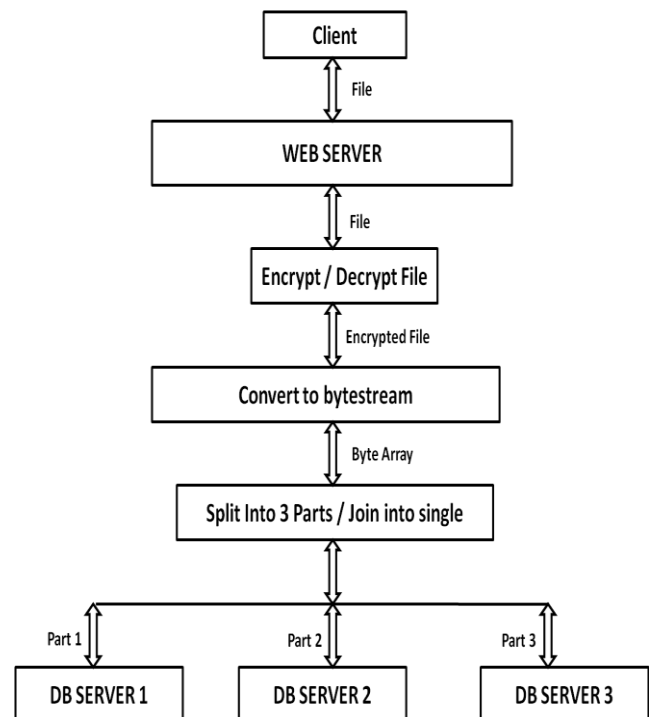 Client
File
WEB SERVER
File
Encrypt / Decrypt File
Encrypted File
Convert to bytestream
Byte Array
Split Into 3 Parts / Join into single
Part 1
Part 2
Part 3
DB SERVER 1
DB SERVER 2
DB SERVER 3